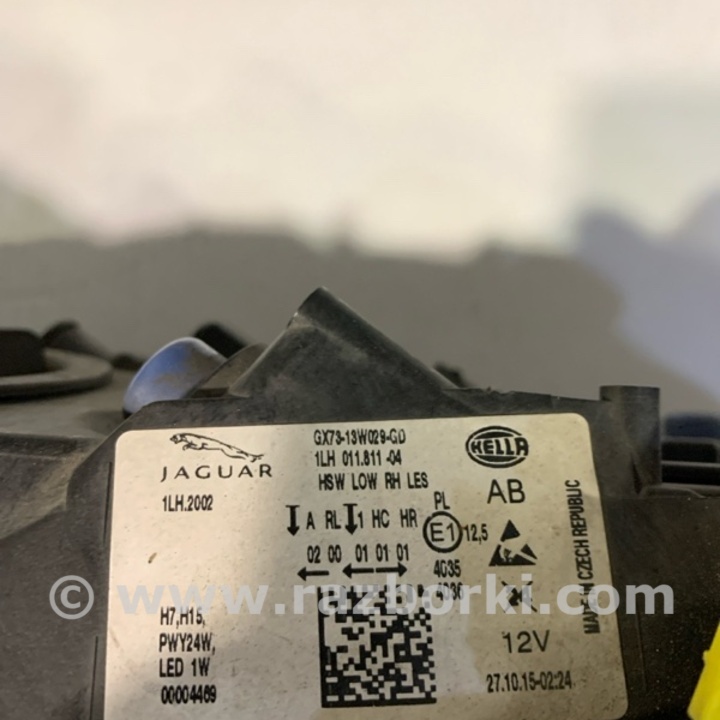 JAGUAR
1LH.2002
GX73-13W029-GD
1LH 011.811 -04
HSW LOW RH LES
HELLA
AB
A RL 1 HC HR
PL
E1
12,5
02 00 01 01 01
4035
H7,H15,
PWY24W,
LED 1W
00004469
12V
27.10.15-02:24
MADE IN CZECH REPUBLIC
© www.razborki.com